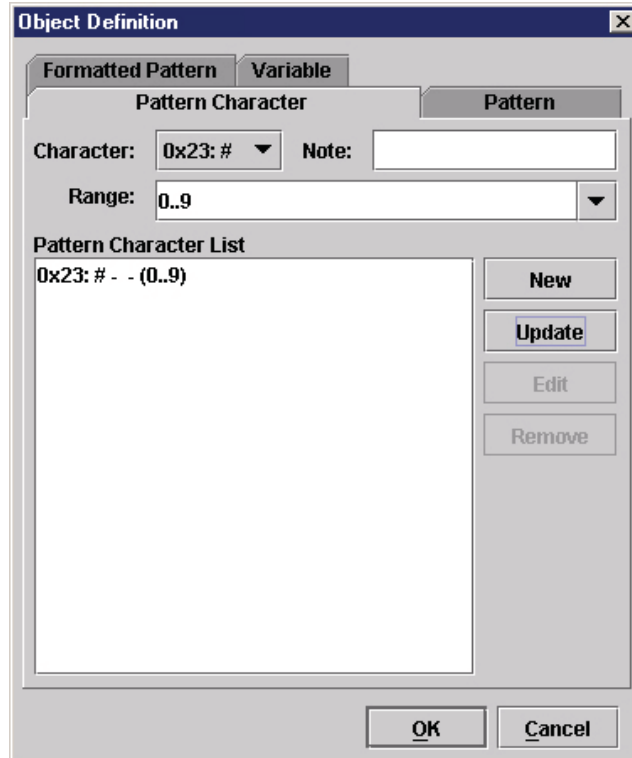 Object Definition
Formatted Pattern Variable
Pattern Character Pattern
Character: 0x23: # Note:
Range: 0..9
Pattern Character List
0x23: # - - (0..9)
New
Update
Edit
Remove
OK Cancel